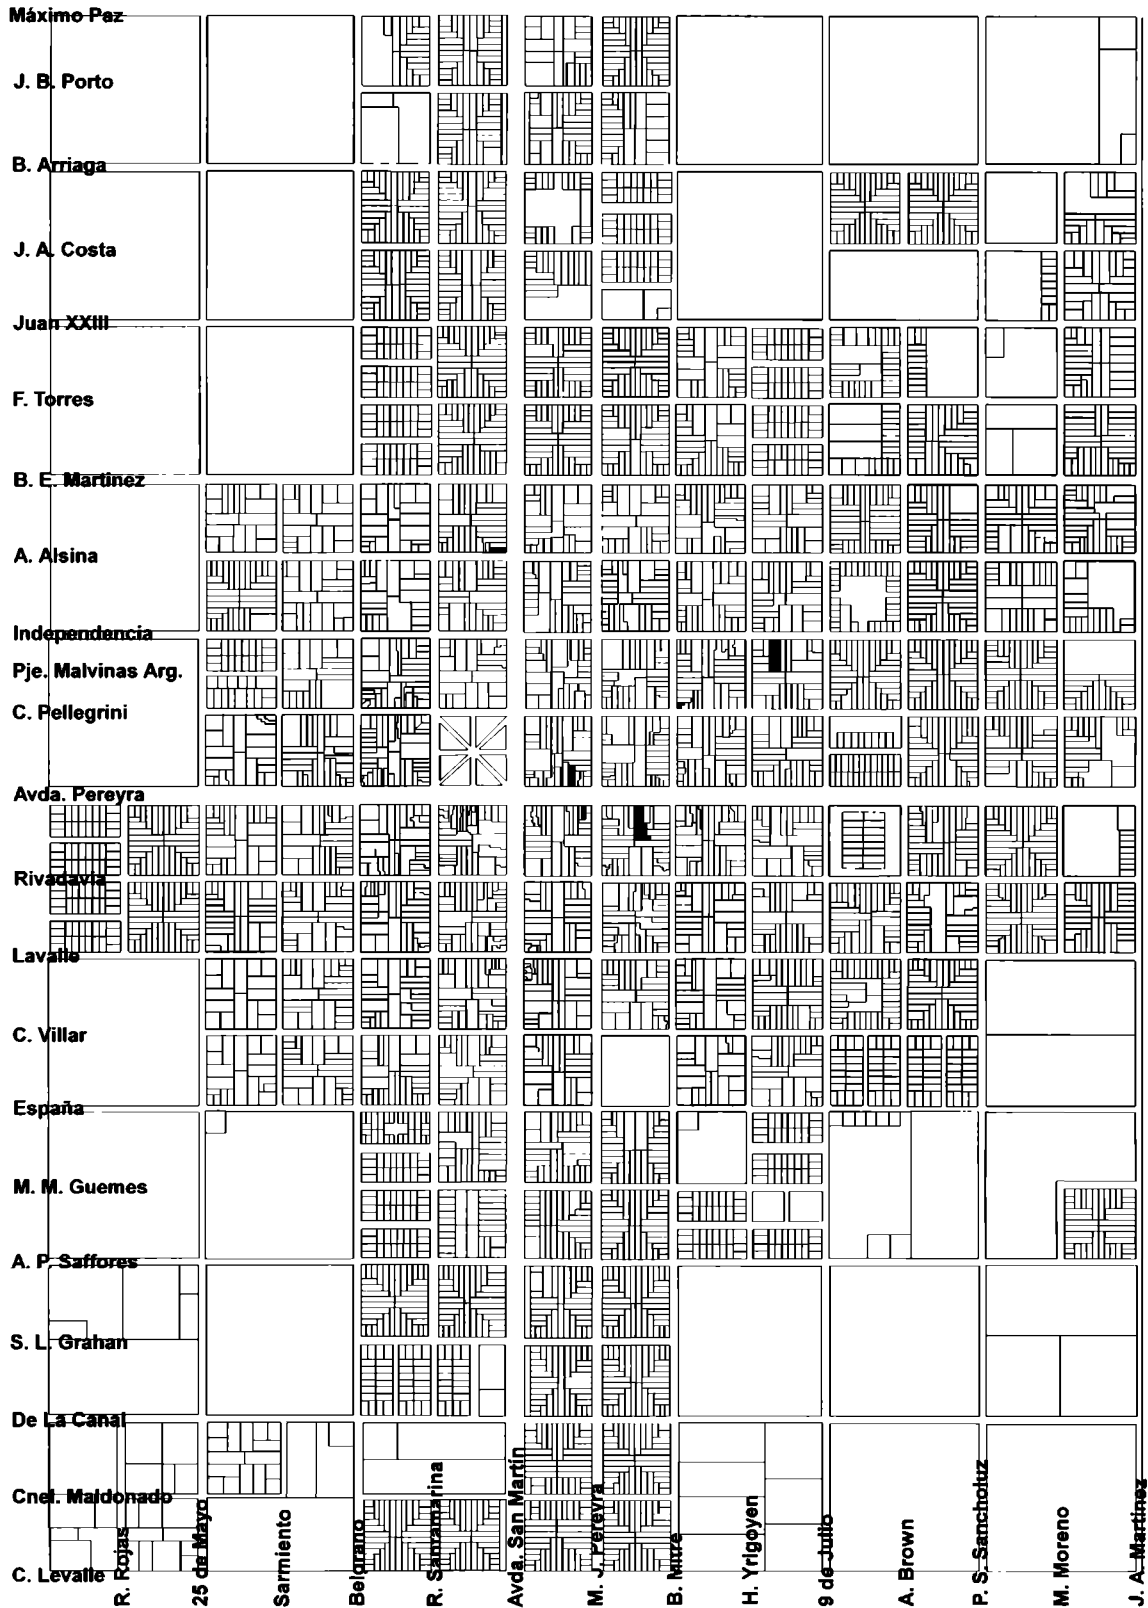 Máximo Paz
J. B. Porto
B. Arriaga
J. A. Costa
Juan XXIII
F. Torres
B. E. Martinez
A. Alsina
Independencia
Pje. Malvinas Arg.
C. Pellegrini
Avda. Pereyra
Rivadavia
Lavalle
C. Villar
España
M. M. Guemes
A. P. Saffores
S. L. Grahan
De La Canal
Cnel. Maldonado
C. Levalle
R. Rojas
25 de Mayo
Sarmiento
Belgrano
R. Santamarina
Avda. San Martín
M. J. Pereyra
B. Mitre
H. Yrigoyen
9 de Julio
A. Brown
P. S. Sancholuz
M. Moreno
J. A. Martinez